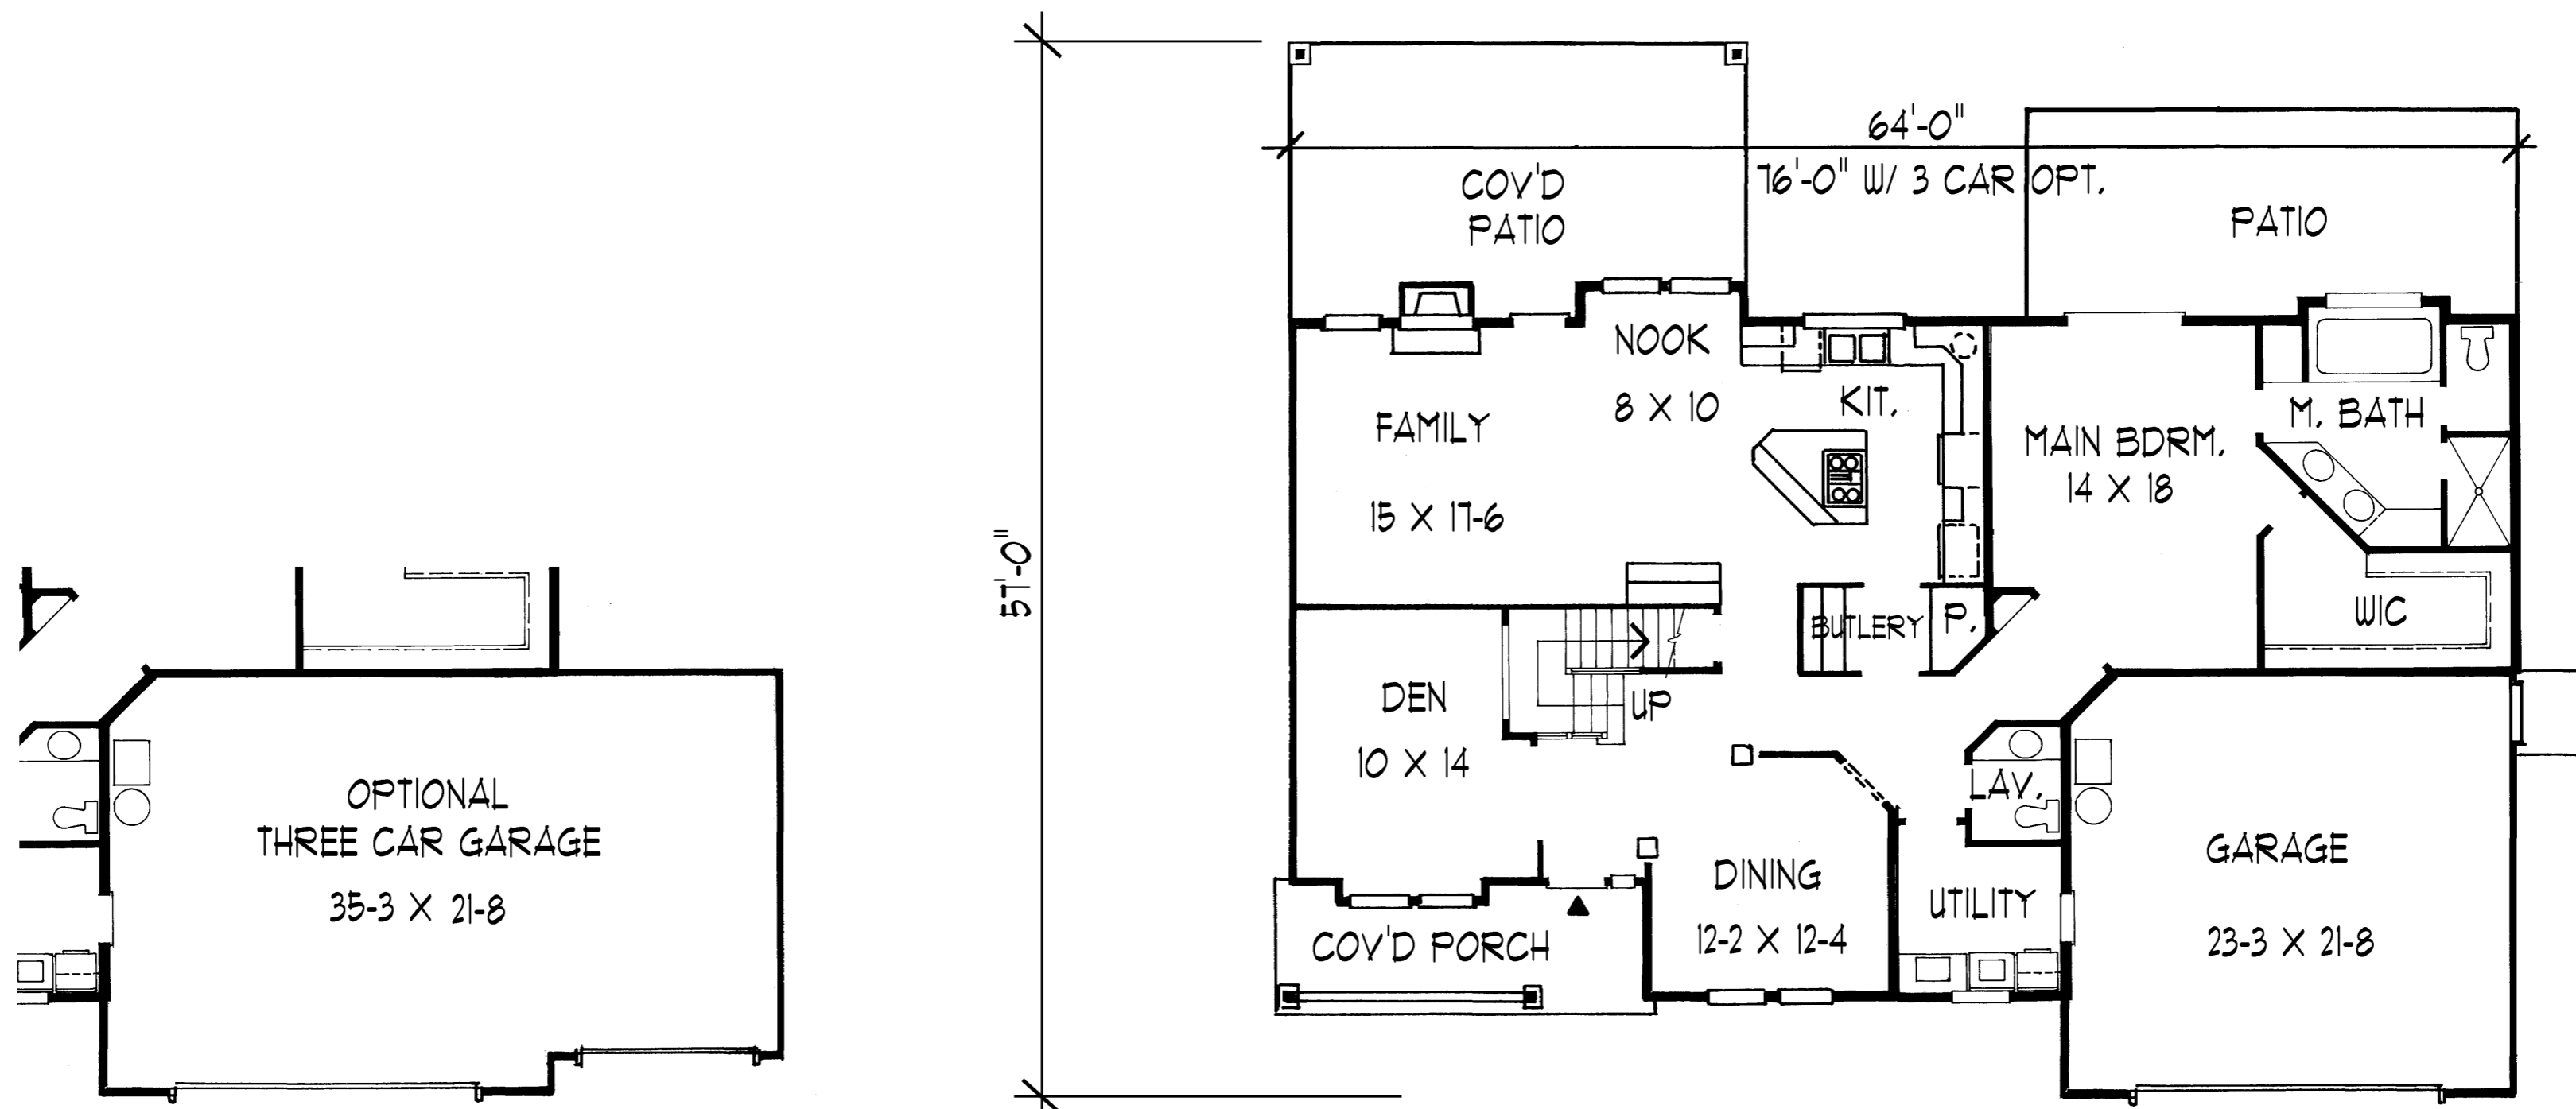 64'-0"
76'-0" W/ 3 CAR OPT.
COV'D
PATIO
PATIO
NOOK
8 X 10
KIT.
FAMILY
15 X 17-6
M. BATH
MAIN BDRM.
14 X 18
57'-0"
BUTLERY
P.
WIC
DEN
10 X 14
UP
LAV.
OPTIONAL
THREE CAR GARAGE
35-3 X 21-8
DINING
12-2 X 12-4
UTILITY
GARAGE
23-3 X 21-8
COV'D PORCH